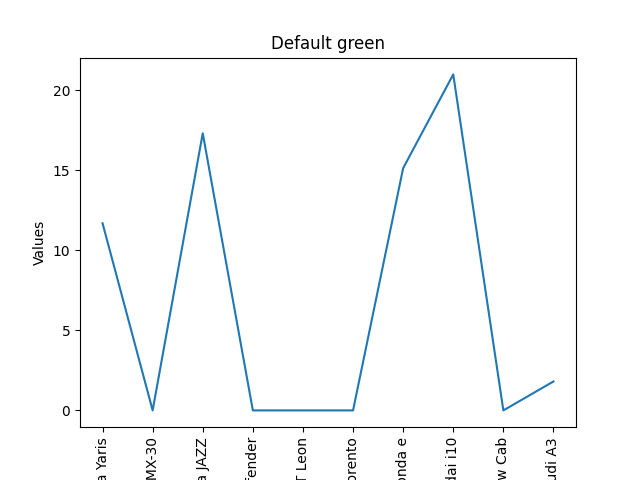 Default green
Values
20
15
10
5
0
a Yaris
MX-30
a JAZZ
fender
T Leon
orento
onda e
dai i10
w Cab
udi A3